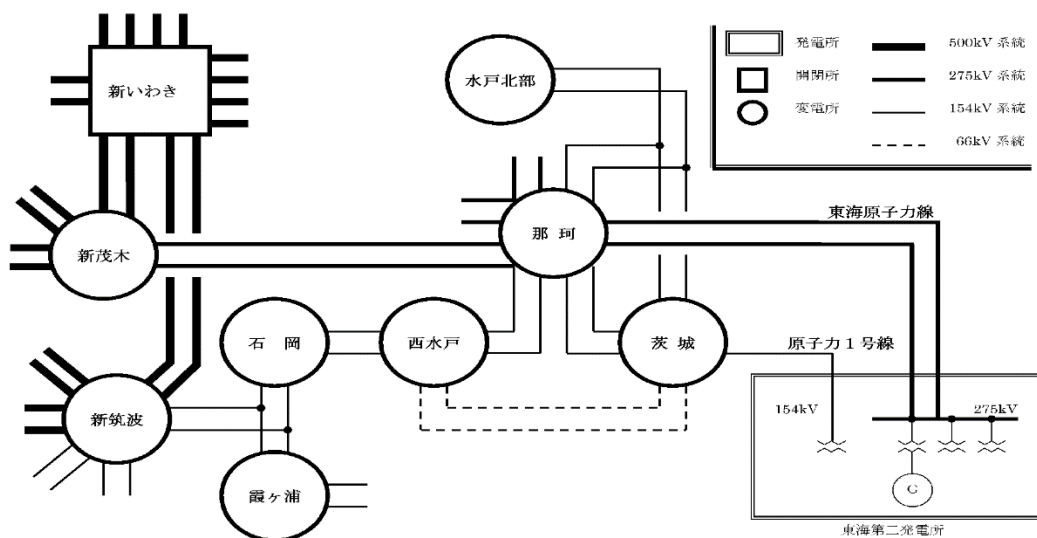 発電所
500kV 系統
開閉所
275kV 系統
変電所
154kV 系統
66kV 系統
新いわき
水戸北部
那珂
東海原子力線
新茂木
石岡
西水戸
茨城
原子力1号線
新筑波
154kV
275kV
霞ヶ浦
G
東海第二発電所